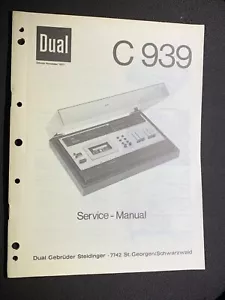 Dual
C 939
Service - Manual
Dual Gebrüder Steidinger · 7742 St. Georgen/Schwarzwald